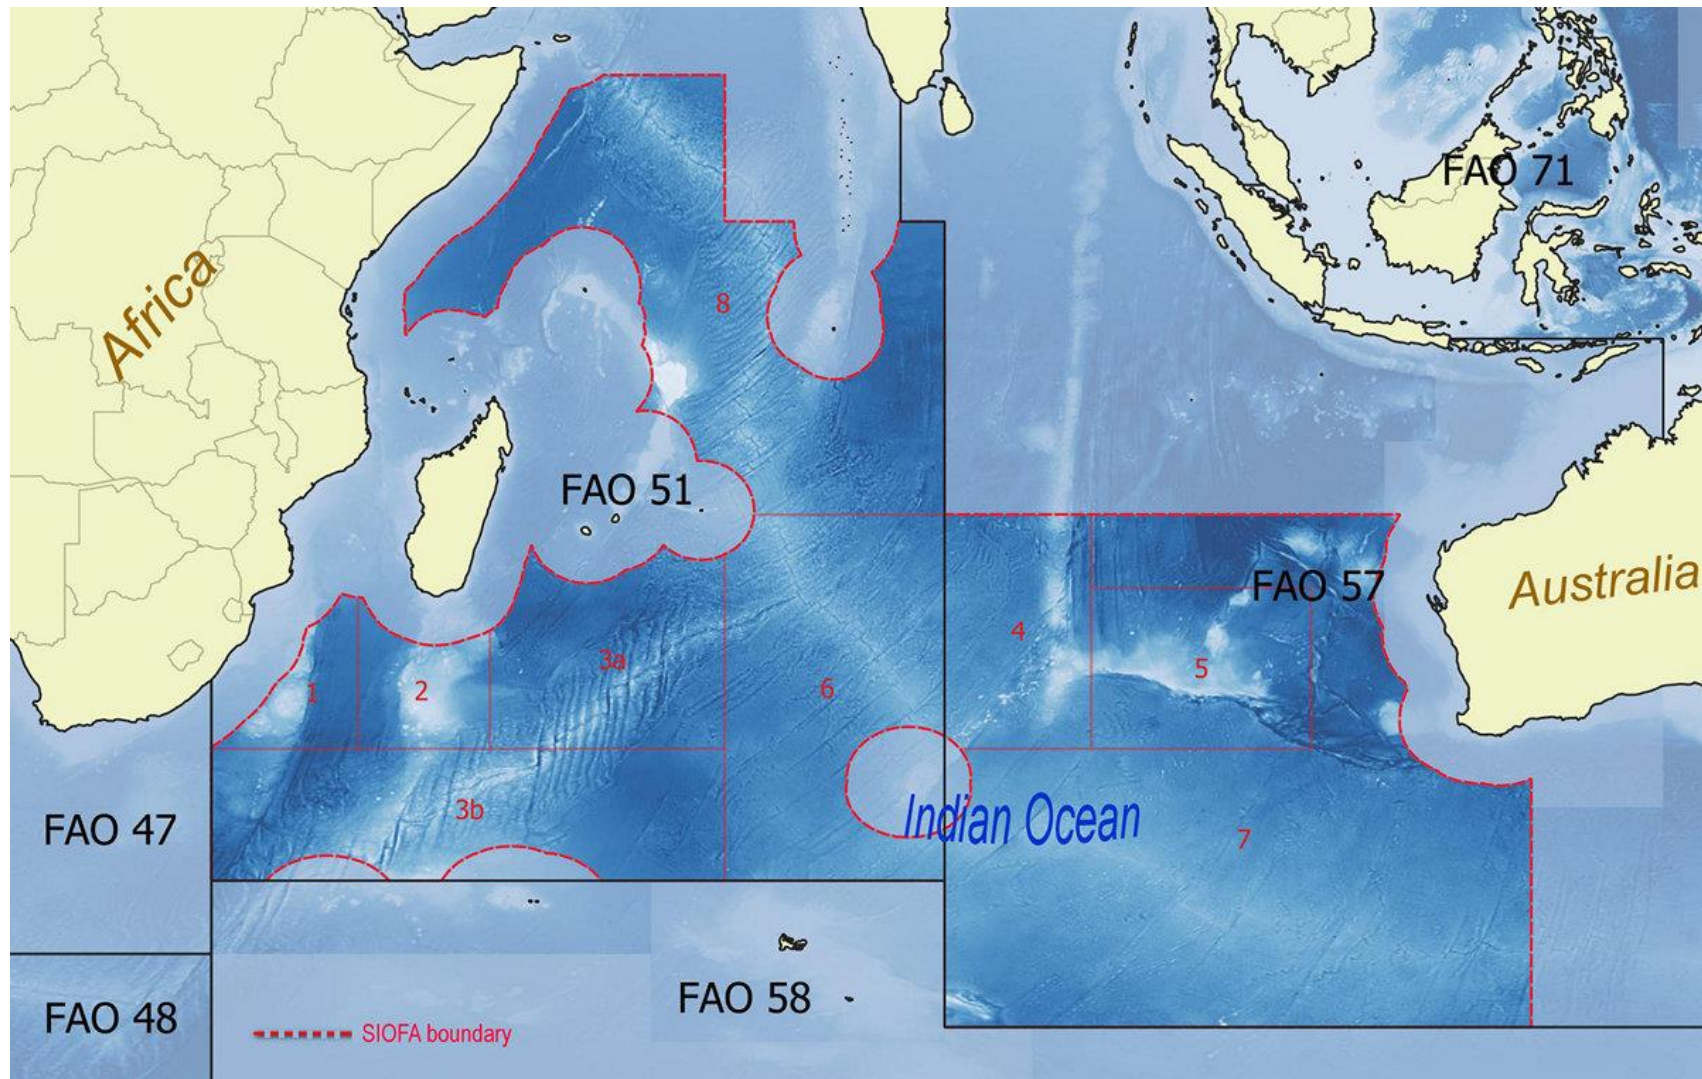 FAO 71
Africa
8
FAO 51
FAO 57
Australia
4
3a
5
1
2
6
Indian Ocean
3b
FAO 47
7
FAO 58
FAO 48
SIOFA boundary